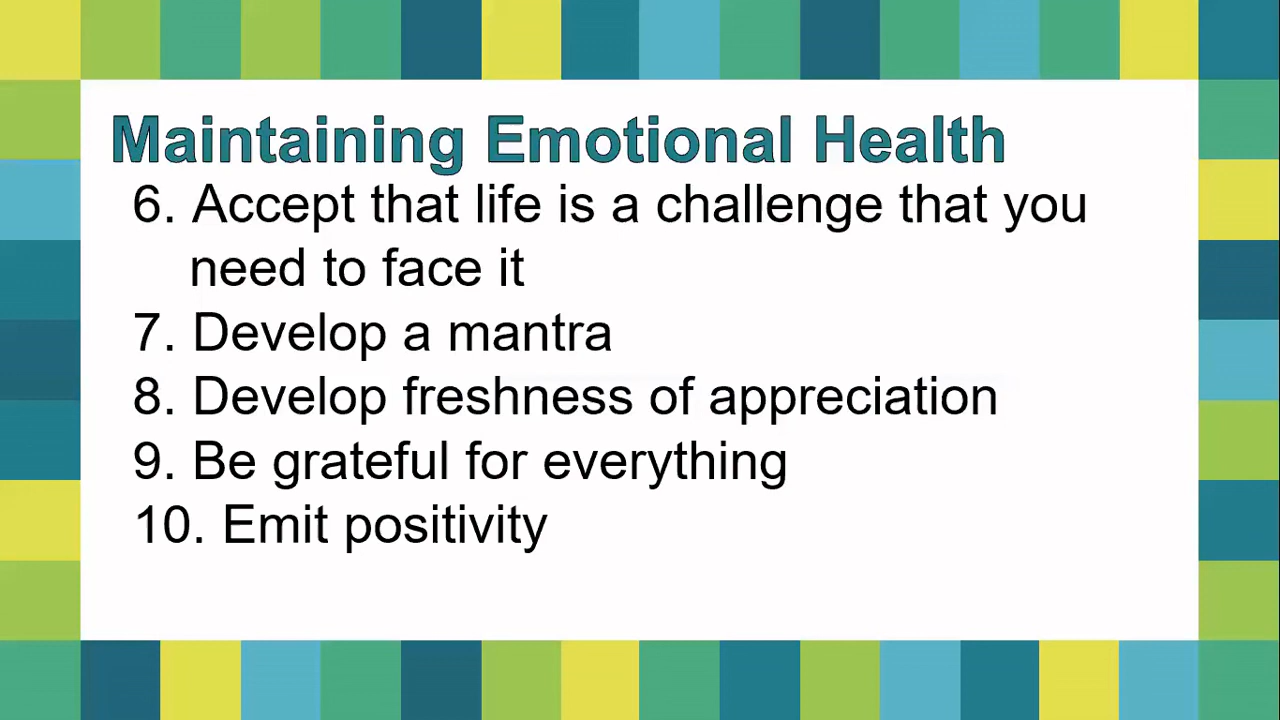 Maintaining Emotional Health
6. Accept that life is a challenge that you
need to face it
7. Develop a mantra
8. Develop freshness of appreciation
9. Be grateful for everything
10. Emit positivity